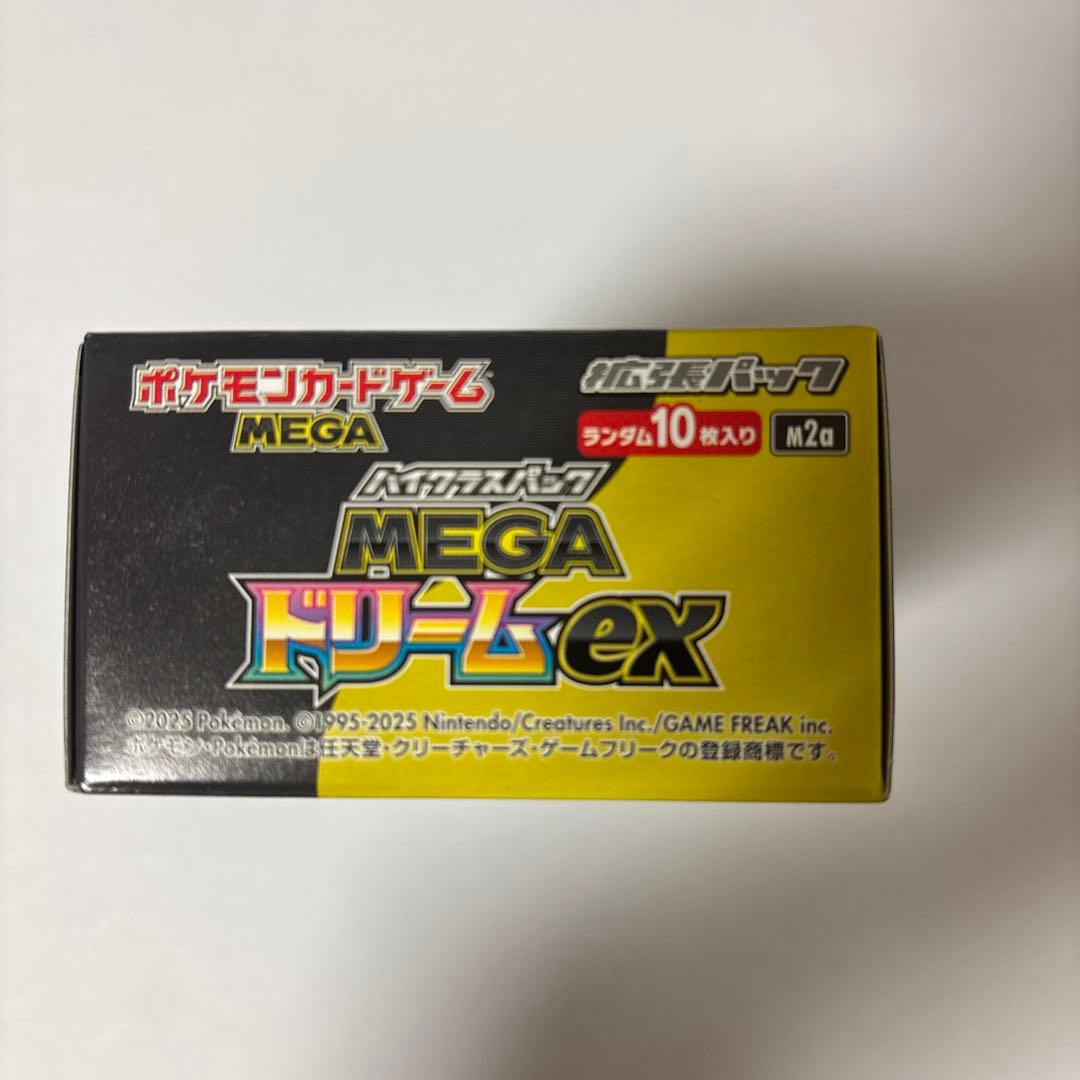 ポケモンカードゲーム
MEGA
拡張パック
ランダム10枚入り M2a
ハイクラスパック
MEGA
ドリームex
©2025 Pokémon. ©1995-2025 Nintendo/Creatures Inc./GAME FREAK inc.
ポケモン・Pokémonは任天堂・クリーチャーズ・ゲームフリークの登録商標です。